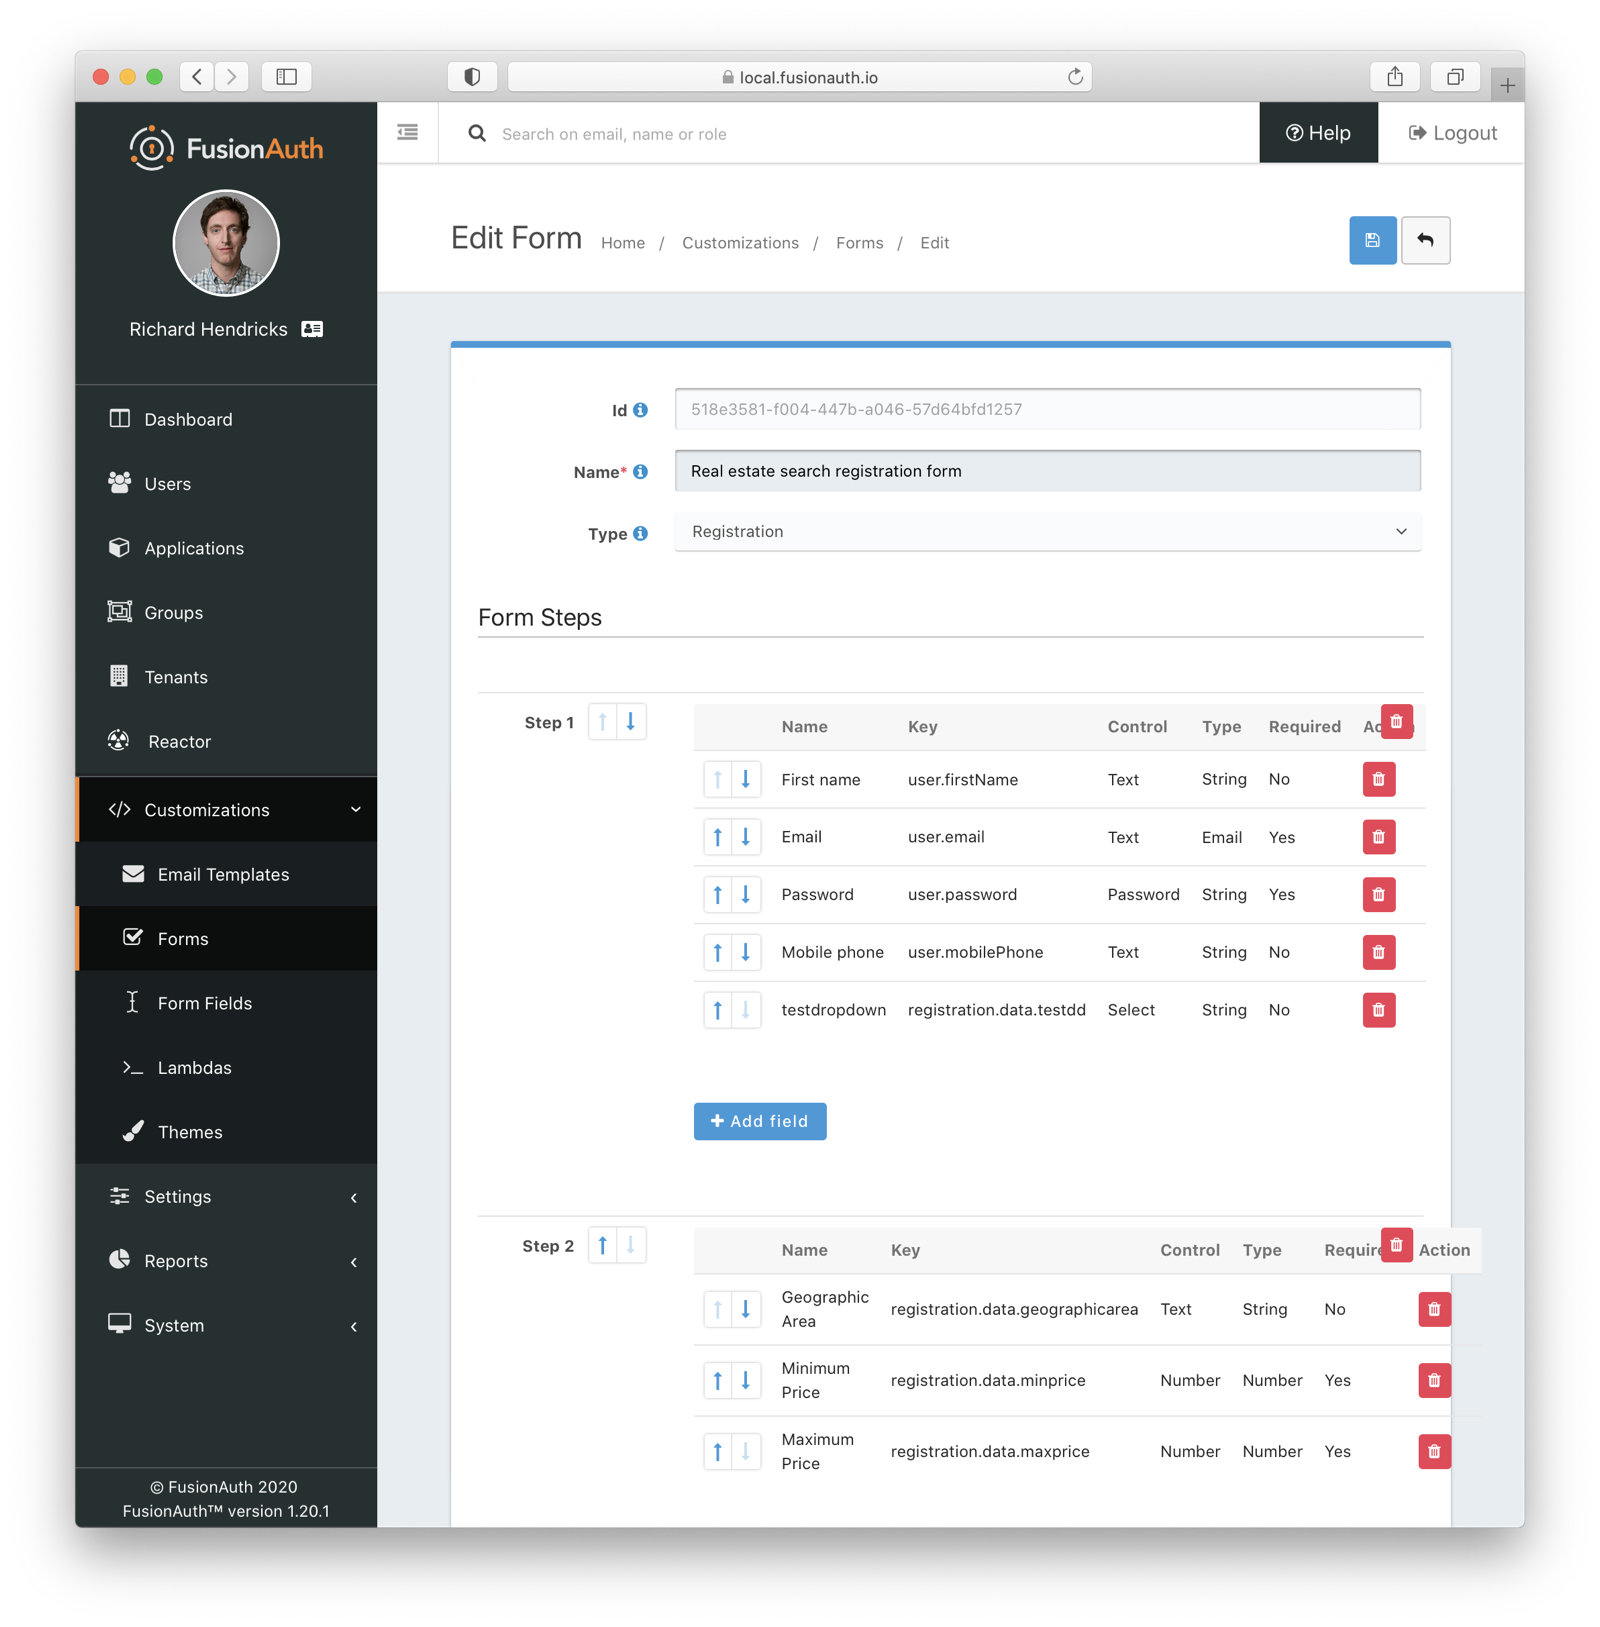 local.fusionauth.io
FusionAuth
Richard Hendricks
Dashboard
Users
Applications
Groups
Tenants
Reactor
Customizations
Email Templates
Forms
Form Fields
Lambdas
Themes
Settings
Reports
System
© FusionAuth 2020
FusionAuth™ version 1.20.1
Search on email, name or role
Help
Logout
Edit Form Home / Customizations / Forms / Edit
Id 518e3581-f004-447b-a046-57d64bfd1257
Name* Real estate search registration form
Type Registration
Form Steps
Step 1 Name Key Control Type Required
First name user.firstName Text String No
Email user.email Text Email Yes
Password user.password Password String Yes
Mobile phone user.mobilePhone Text String No
testdropdown registration.data.testdd Select String No
+ Add field
Step 2 Name Key Control Type Require Action
Geographic Area registration.data.geographicarea Text String No
Minimum Price registration.data.minprice Number Number Yes
Maximum Price registration.data.maxprice Number Number Yes